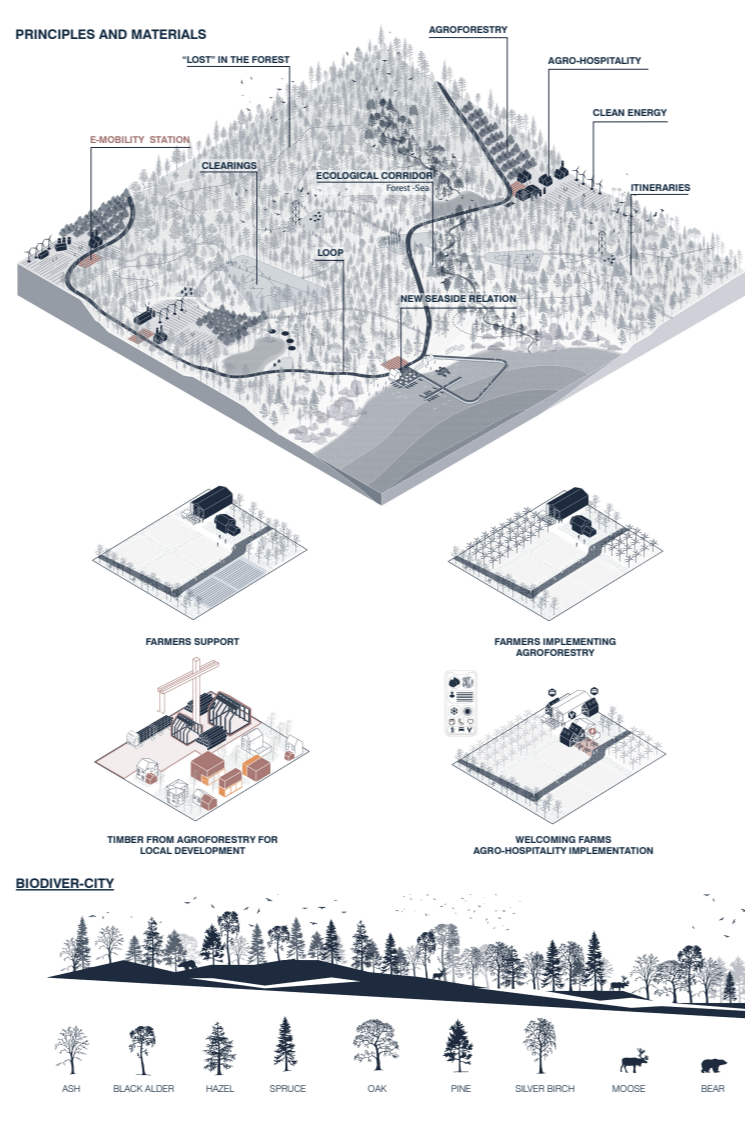 PRINCIPLES AND MATERIALS
AGROFORESTRY
"LOST" IN THE FOREST
AGRO-HOSPITALITY
CLEAN ENERGY
E-MOBILITY STATION
CLEARINGS
ECOLOGICAL CORRIDOR
Forest -Sea
ITINERARIES
LOOP
NEW SEASIDE RELATION
FARMERS SUPPORT
FARMERS IMPLEMENTING
AGROFORESTRY
TIMBER FROM AGROFORESTRY FOR
LOCAL DEVELOPMENT
WELCOMING FARMS
AGRO-HOSPITALITY IMPLEMENTATION
BIODIVER-CITY
ASH
BLACK ALDER
HAZEL
SPRUCE
OAK
PINE
SILVER BIRCH
MOOSE
BEAR